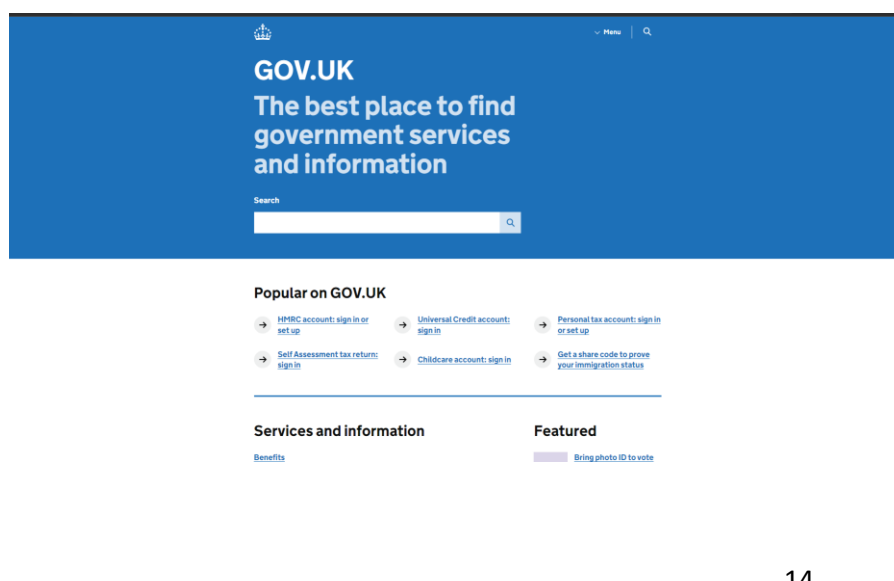 Menu
GOV.UK
The best place to find
government services
and information
Search
Popular on GOV.UK
HMRC account: sign in or
set up
Universal Credit account:
sign in
Personal tax account: sign in
or set up
Self Assessment tax return:
sign in
Childcare account: sign in
Get a share code to prove
your immigration status
Services and information
Featured
Benefits
Bring photo ID to vote
14